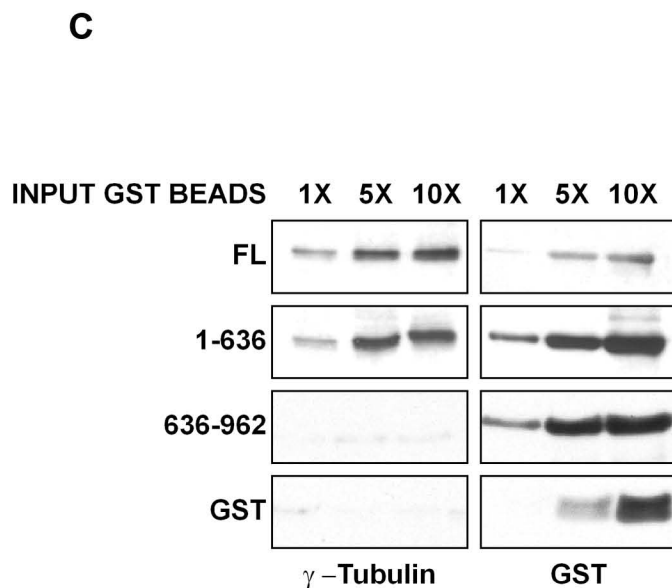 C
INPUT GST BEADS 1X 5X 10X 1X 5X 10X
FL
1-636
636-962
GST
γ –Tubulin GST